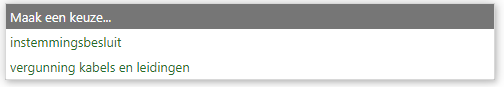 Maak een keuze...
instemmingsbesluit
vergunning kabels en leidingen